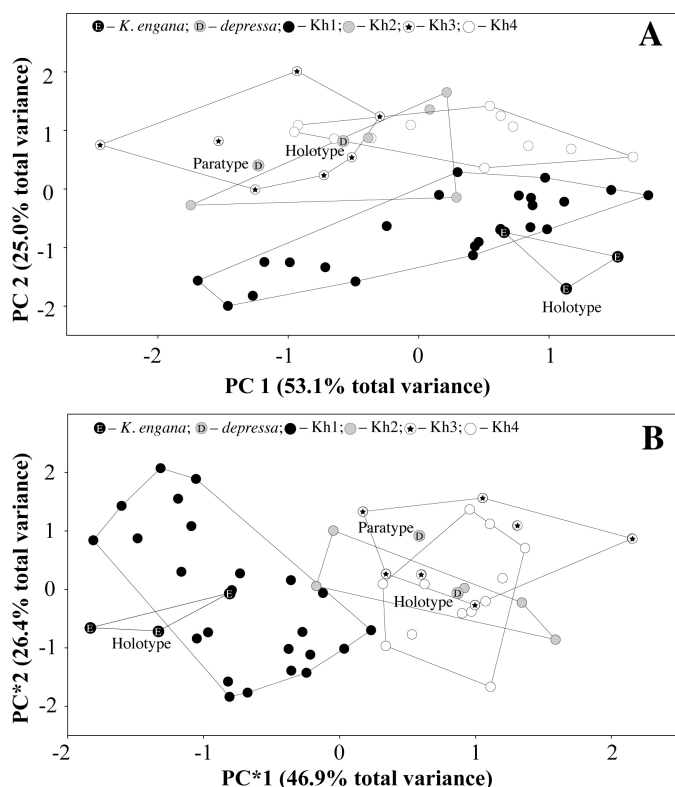 E – K. engana; D – depressa; – Kh1; – Kh2; – Kh3; – Kh4
A
2
1
0
-1
-2
Paratype
Holotype
Holotype
PC 2 (25.0% total variance)
-2 -1 0 1
PC 1 (53.1% total variance)
E – K. engana; D – depressa; – Kh1; – Kh2; – Kh3; – Kh4
B
2
1
0
-1
-2
Paratype
Holotype
Holotype
PC*2 (26.4% total variance)
-2 -1 0 1 2
PC*1 (46.9% total variance)